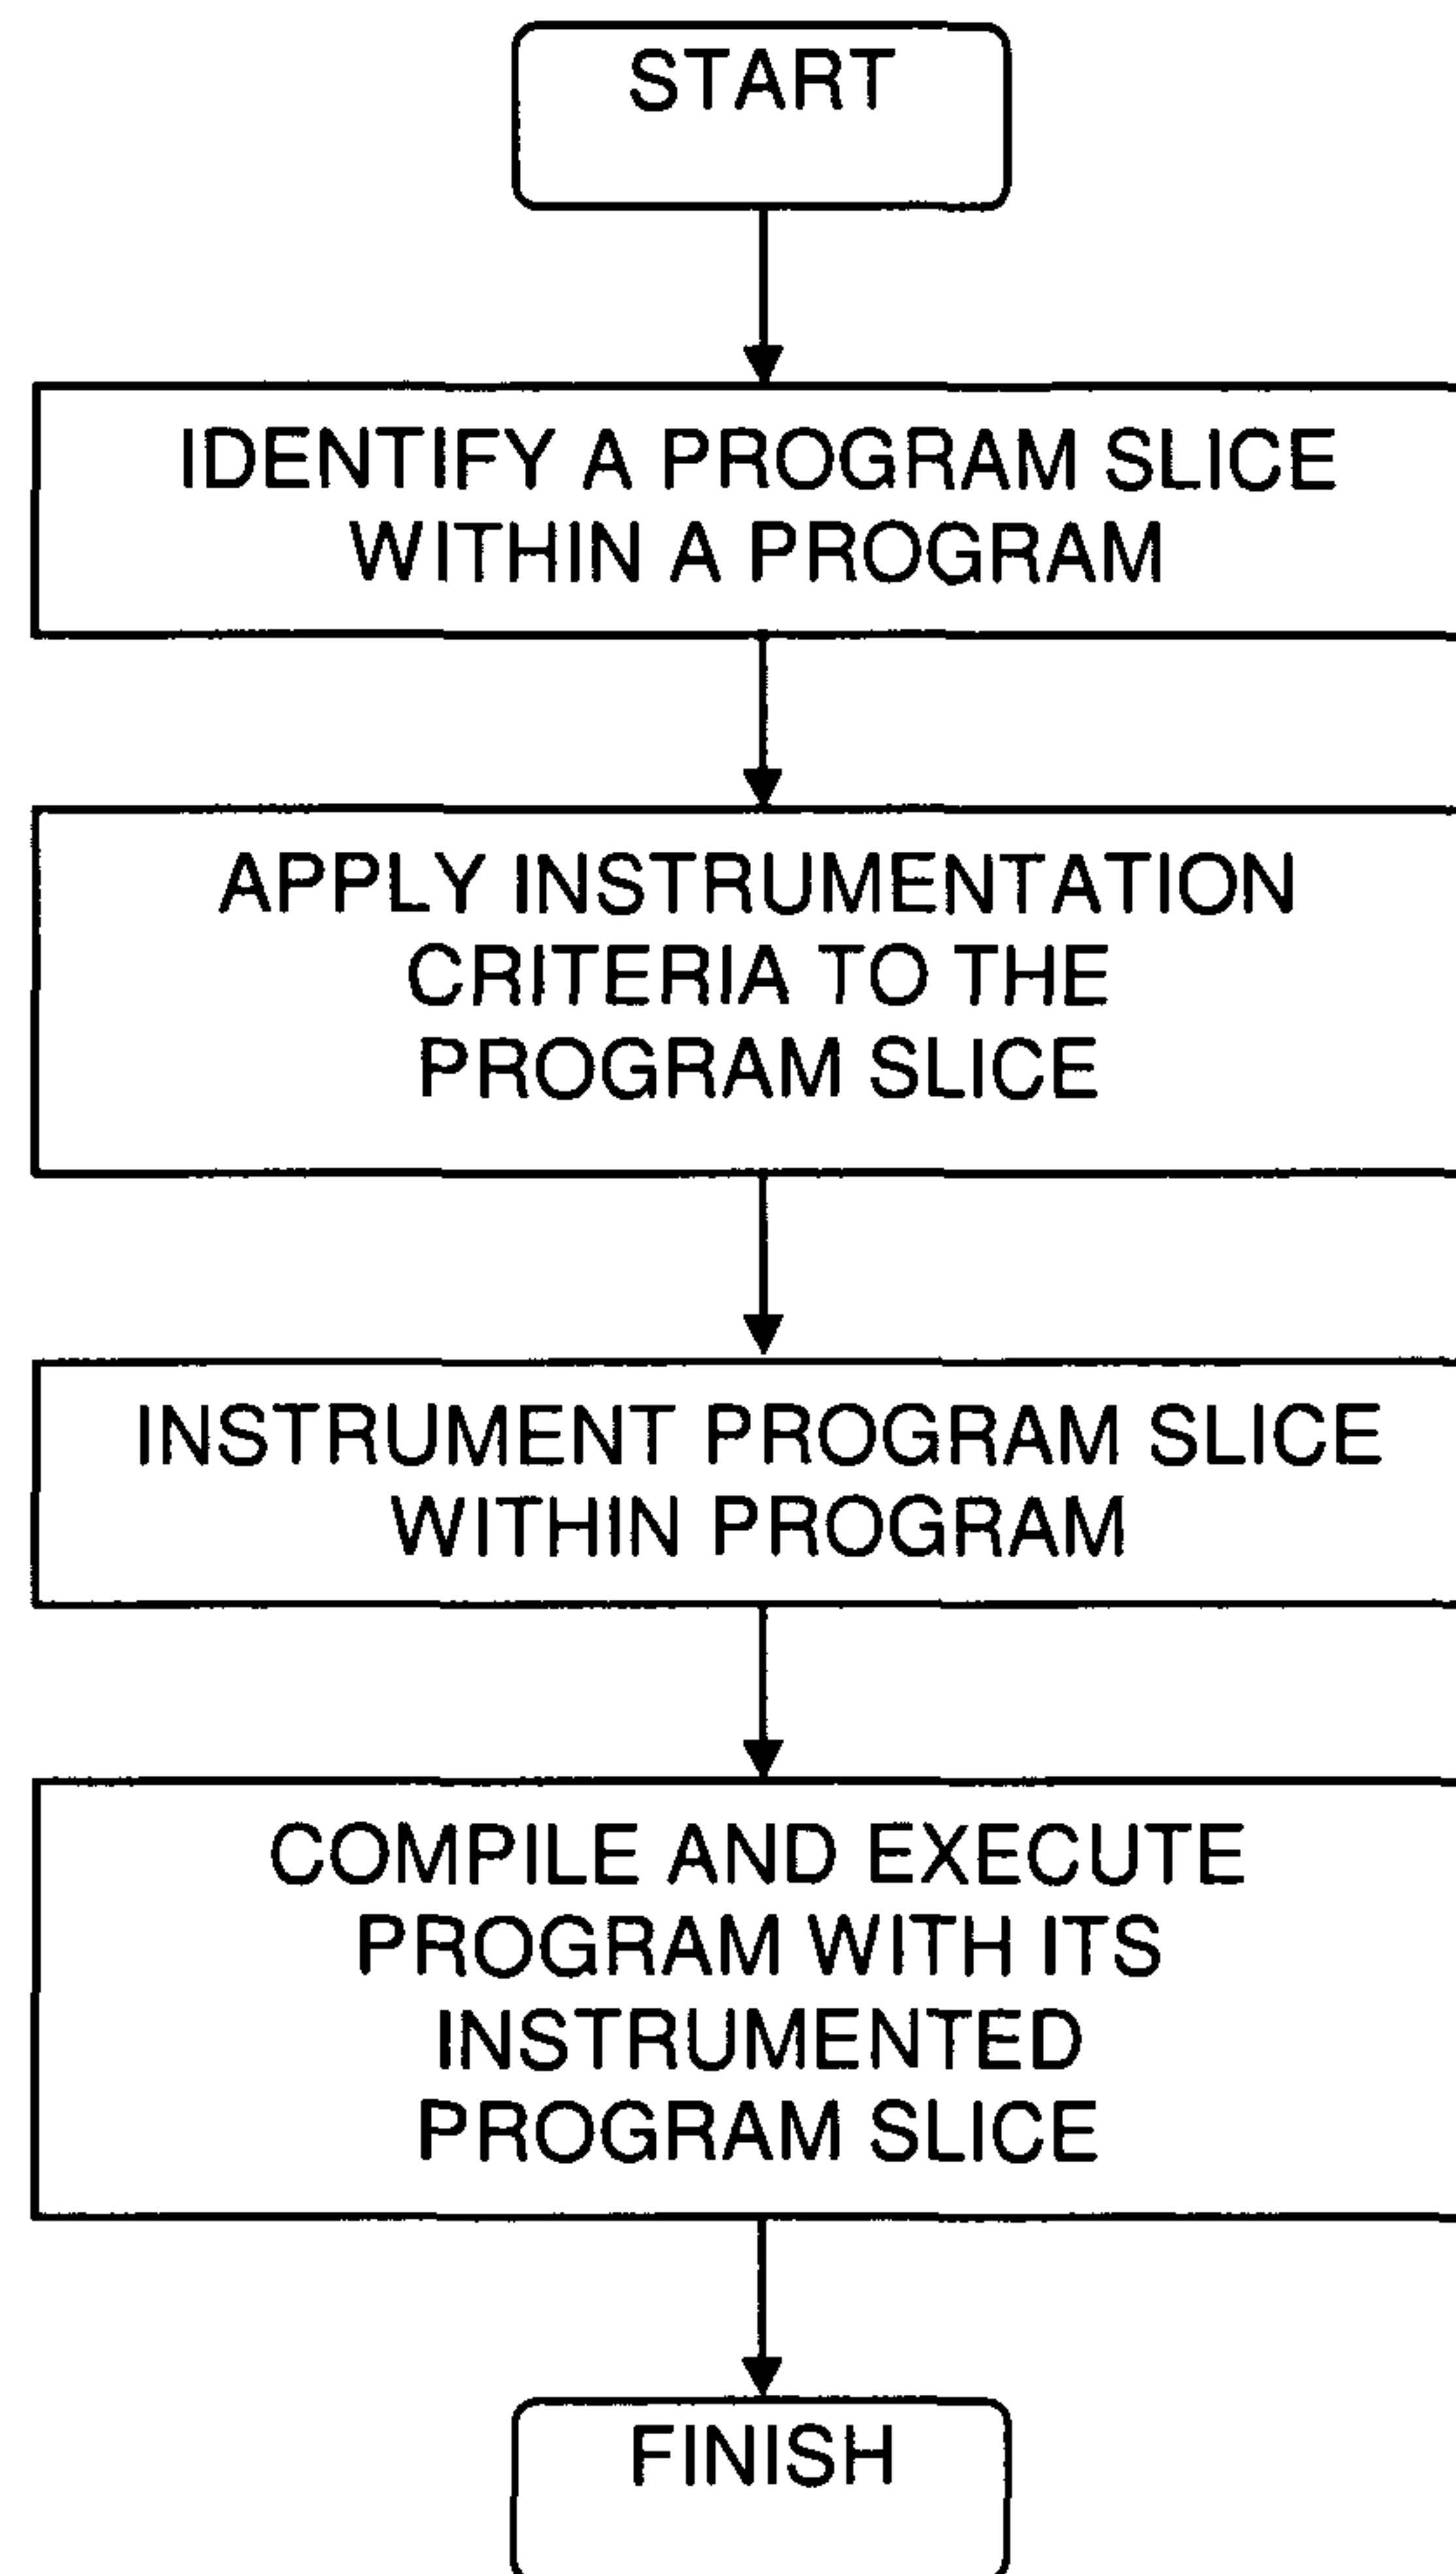 START
IDENTIFY A PROGRAM SLICE
WITHIN A PROGRAM
APPLY INSTRUMENTATION
CRITERIA TO THE
PROGRAM SLICE
INSTRUMENT PROGRAM SLICE
WITHIN PROGRAM
COMPILE AND EXECUTE
PROGRAM WITH ITS
INSTRUMENTED
PROGRAM SLICE
FINISH